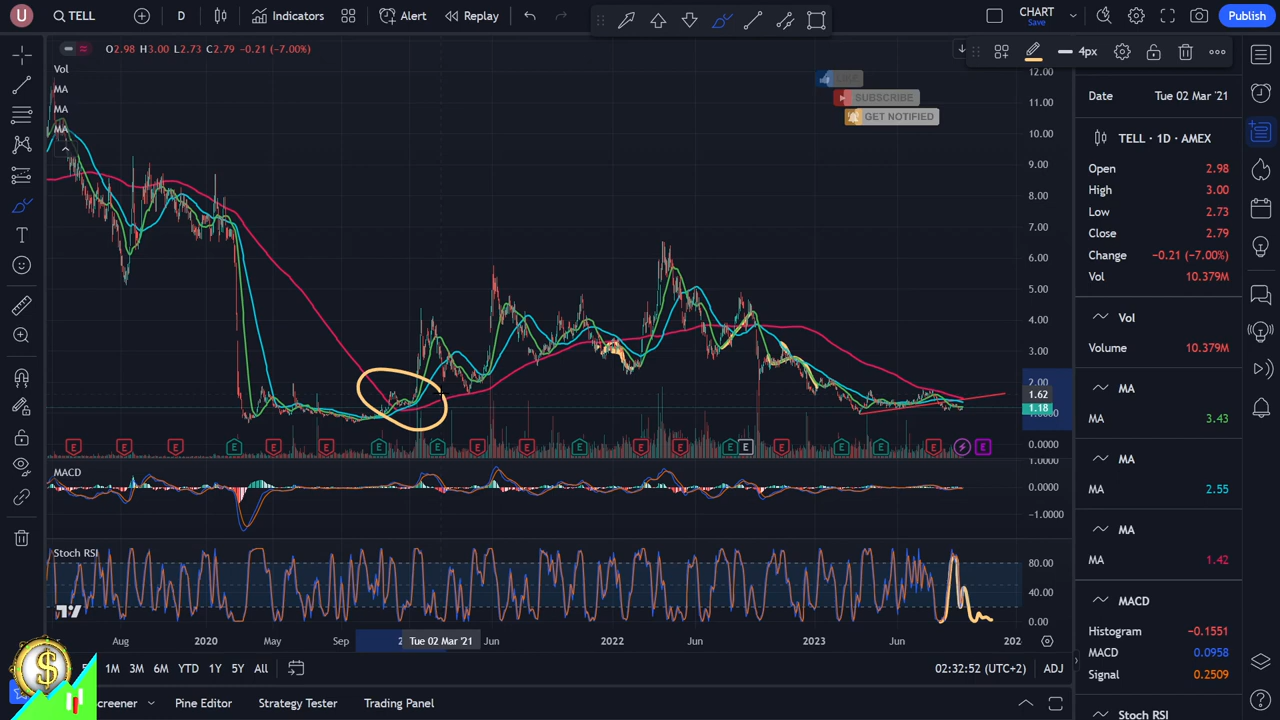 U
TELL
D
Indicators
Alert
Replay
CHART
Save
Publish
O2.98 H3.00 L2.73 C2.79 −0.21 (−7.00%)
4px
Vol
MA
MA
MA
SUBSCRIBE
GET NOTIFIED
12.00
11.00
10.00
9.00
8.00
7.00
6.00
5.00
4.00
3.00
2.00
1.62
1.18
0.0000
MACD
1.0000
0.0000
−1.0000
Stoch RSI
80.00
40.00
0.00
Aug
2020
May
Sep
Tue 02 Mar '21
Jun
2022
Jun
2023
Jun
202
1M 3M 6M YTD 1Y 5Y All
02:32:52 (UTC+2)
ADJ
creener
Pine Editor
Strategy Tester
Trading Panel
Date Tue 02 Mar '21
TELL · 1D · AMEX
Open 2.98
High 3.00
Low 2.73
Close 2.79
Change −0.21 (−7.00%)
Vol 10.379M
Vol
Volume 10.379M
MA
MA 3.43
MA
MA 2.55
MA
MA 1.42
MACD
Histogram −0.1551
MACD 0.0958
Signal 0.2509
Stoch RSI